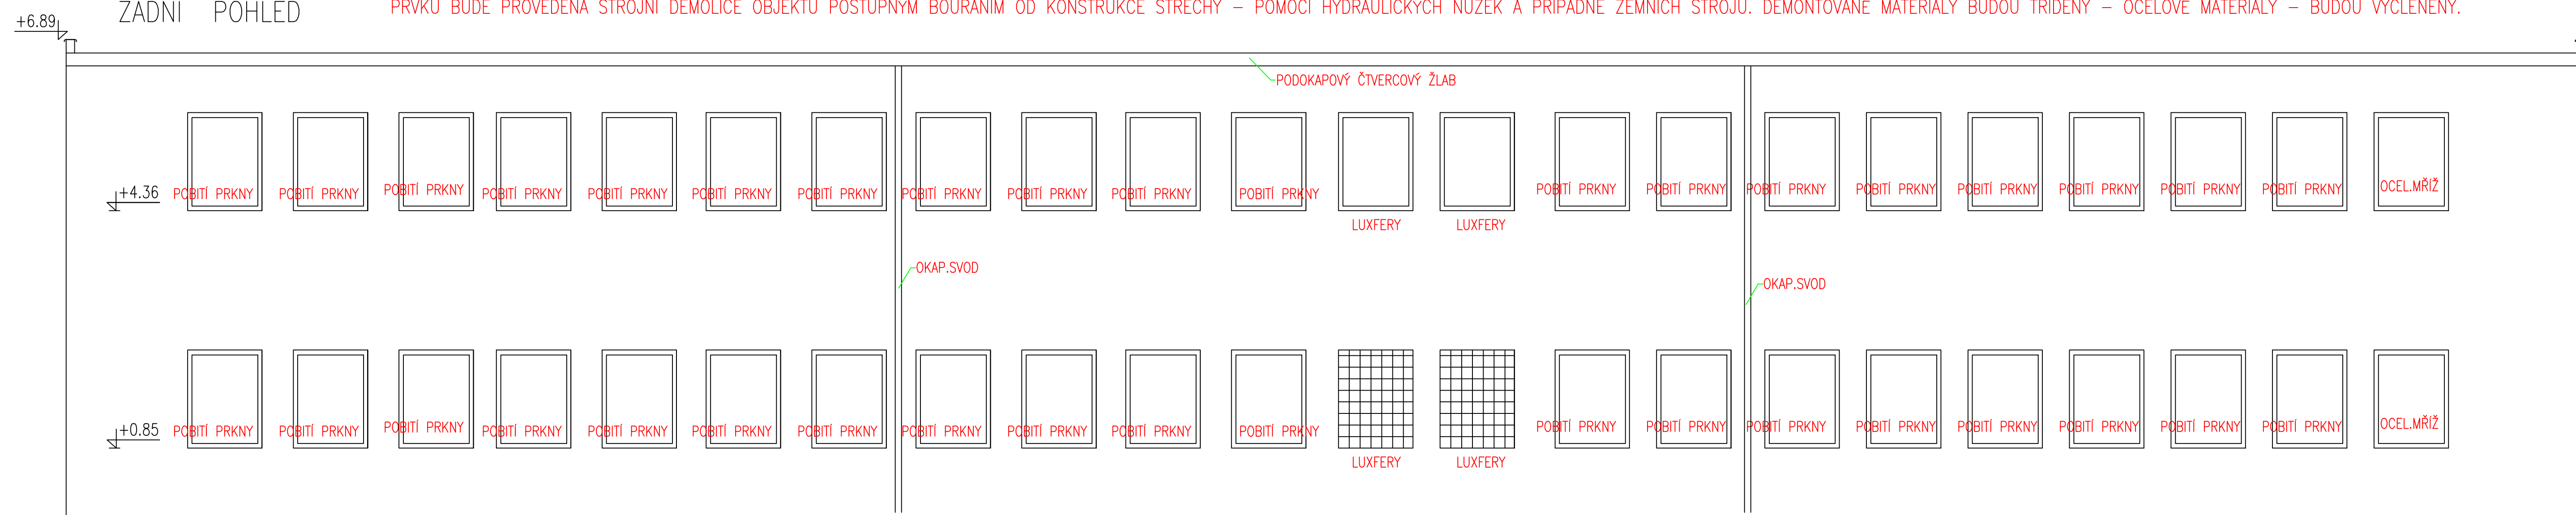 ZADNÍ POHLED
PRVKŮ BUDE PROVEDENA STROJNÍ DEMOLICE OBJEKTU POSTUPNÝM BOURÁNÍM OD KONSTRUKCE STŘECHY – POMOCÍ HYDRAULICKÝCH NŮŽEK A PŘÍPADNĚ ZEMNÍCH STROJŮ. DEMONTOVANÉ MATERIÁLY BUDOU TŘÍDĚNY – OCELOVÉ MATERIÁLY – BUDOU VYČLENĚNY.
+6.89
PODOKAPOVÝ ČTVERCOVÝ ŽLAB
+4.36
POBITÍ PRKNY
POBITÍ PRKNY
POBITÍ PRKNY
POBITÍ PRKNY
POBITÍ PRKNY
POBITÍ PRKNY
POBITÍ PRKNY
POBITÍ PRKNY
POBITÍ PRKNY
POBITÍ PRKNY
POBITÍ PRKNY
LUXFERY
LUXFERY
POBITÍ PRKNY
POBITÍ PRKNY
POBITÍ PRKNY
POBITÍ PRKNY
POBITÍ PRKNY
POBITÍ PRKNY
POBITÍ PRKNY
POBITÍ PRKNY
OCEL.MŘÍŽ
OKAP.SVOD
OKAP.SVOD
+0.85
POBITÍ PRKNY
POBITÍ PRKNY
POBITÍ PRKNY
POBITÍ PRKNY
POBITÍ PRKNY
POBITÍ PRKNY
POBITÍ PRKNY
POBITÍ PRKNY
POBITÍ PRKNY
POBITÍ PRKNY
POBITÍ PRKNY
LUXFERY
LUXFERY
POBITÍ PRKNY
POBITÍ PRKNY
POBITÍ PRKNY
POBITÍ PRKNY
POBITÍ PRKNY
POBITÍ PRKNY
POBITÍ PRKNY
POBITÍ PRKNY
OCEL.MŘÍŽ